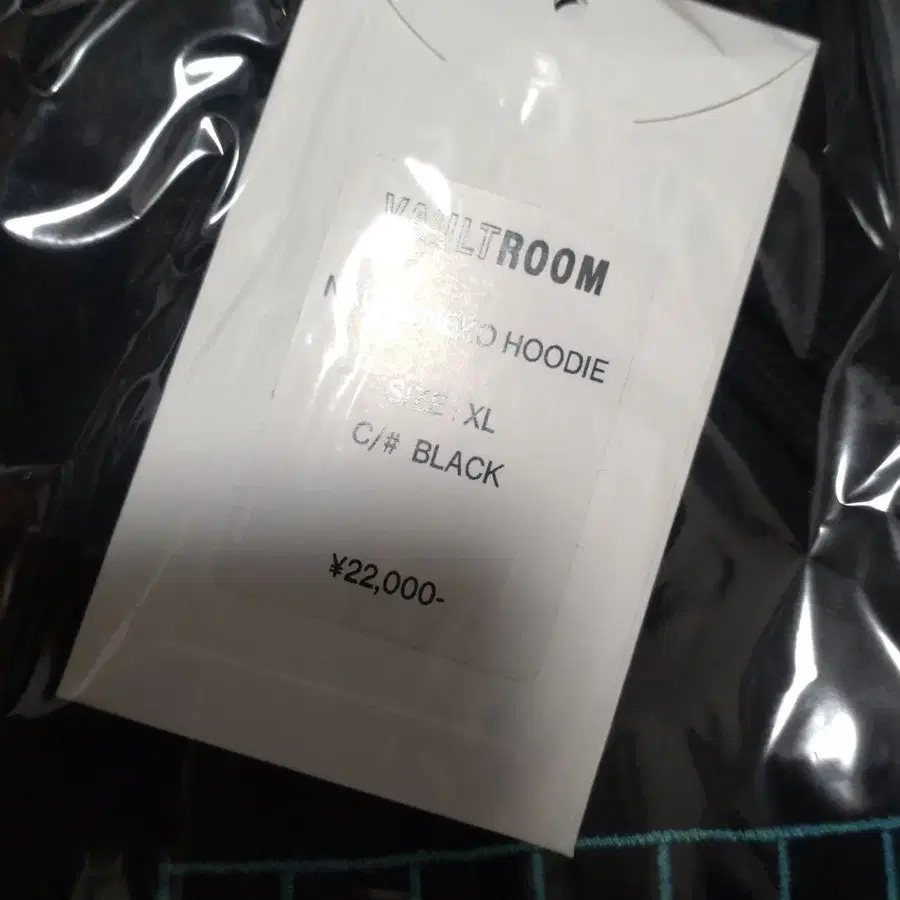 VAULTROOM
HOODIE
SIZE: XL
C/# BLACK
¥22,000-